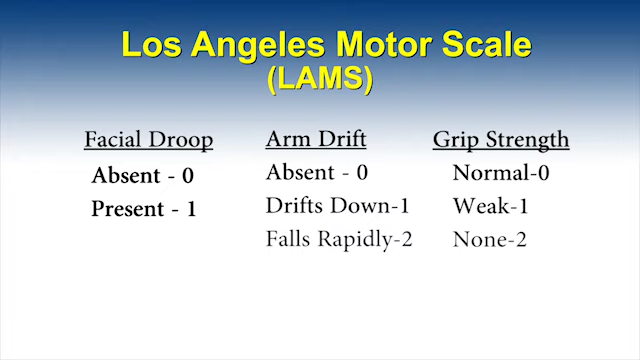 Los Angeles Motor Scale
(LAMS)
Facial Droop
Absent - 0
Present - 1
Arm Drift
Absent - 0
Drifts Down-1
Falls Rapidly-2
Grip Strength
Normal-0
Weak-1
None-2